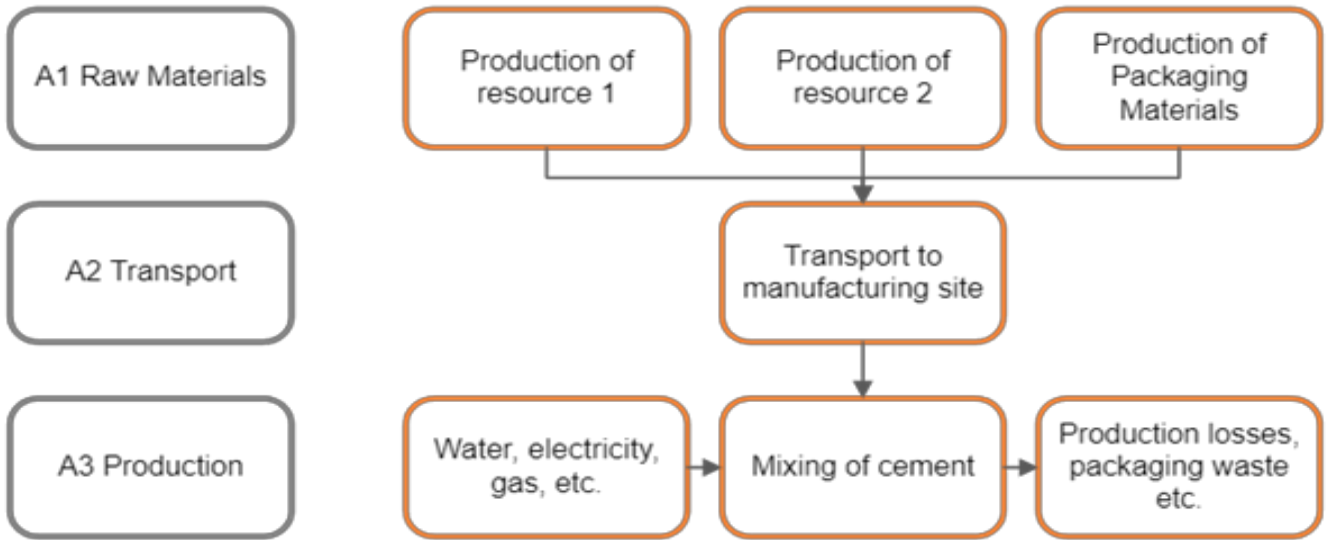 A1 Raw Materials
Production of
resource 1
Production of
resource 2
Production of
Packaging
Materials
A2 Transport
Transport to
manufacturing site
A3 Production
Water, electricity,
gas, etc.
Mixing of cement
Production losses,
packaging waste
etc.